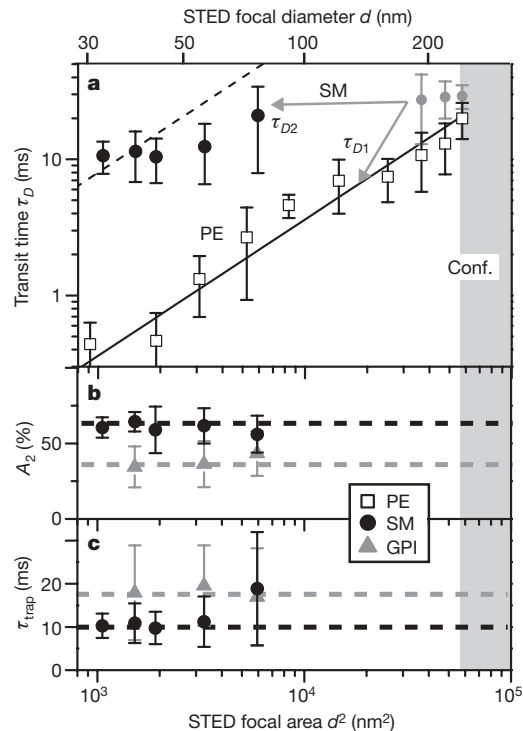 STED focal diameter d (nm)
30 50 100 200
a
SM
τD2
τD1
10
PE
1
Conf.
Transit time τD (ms)
b
50
0
A2 (%)
PE
SM
GPI
c
20
10
0
τtrap (ms)
10³ 10⁴ 10⁵
STED focal area d² (nm²)